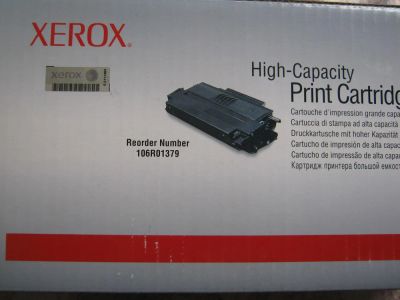 XEROX
xerox
High-Capacity
Print Cartridg
Cartouche d'impression grande capa
Cartuccia di stampa ad alta capacità
Druckkartusche mit hoher Kapazität
Cartucho de impresión de alta capac
Cartucho de impressão de alta capac
Картридж принтера большой емкост
Reorder Number
106R01379